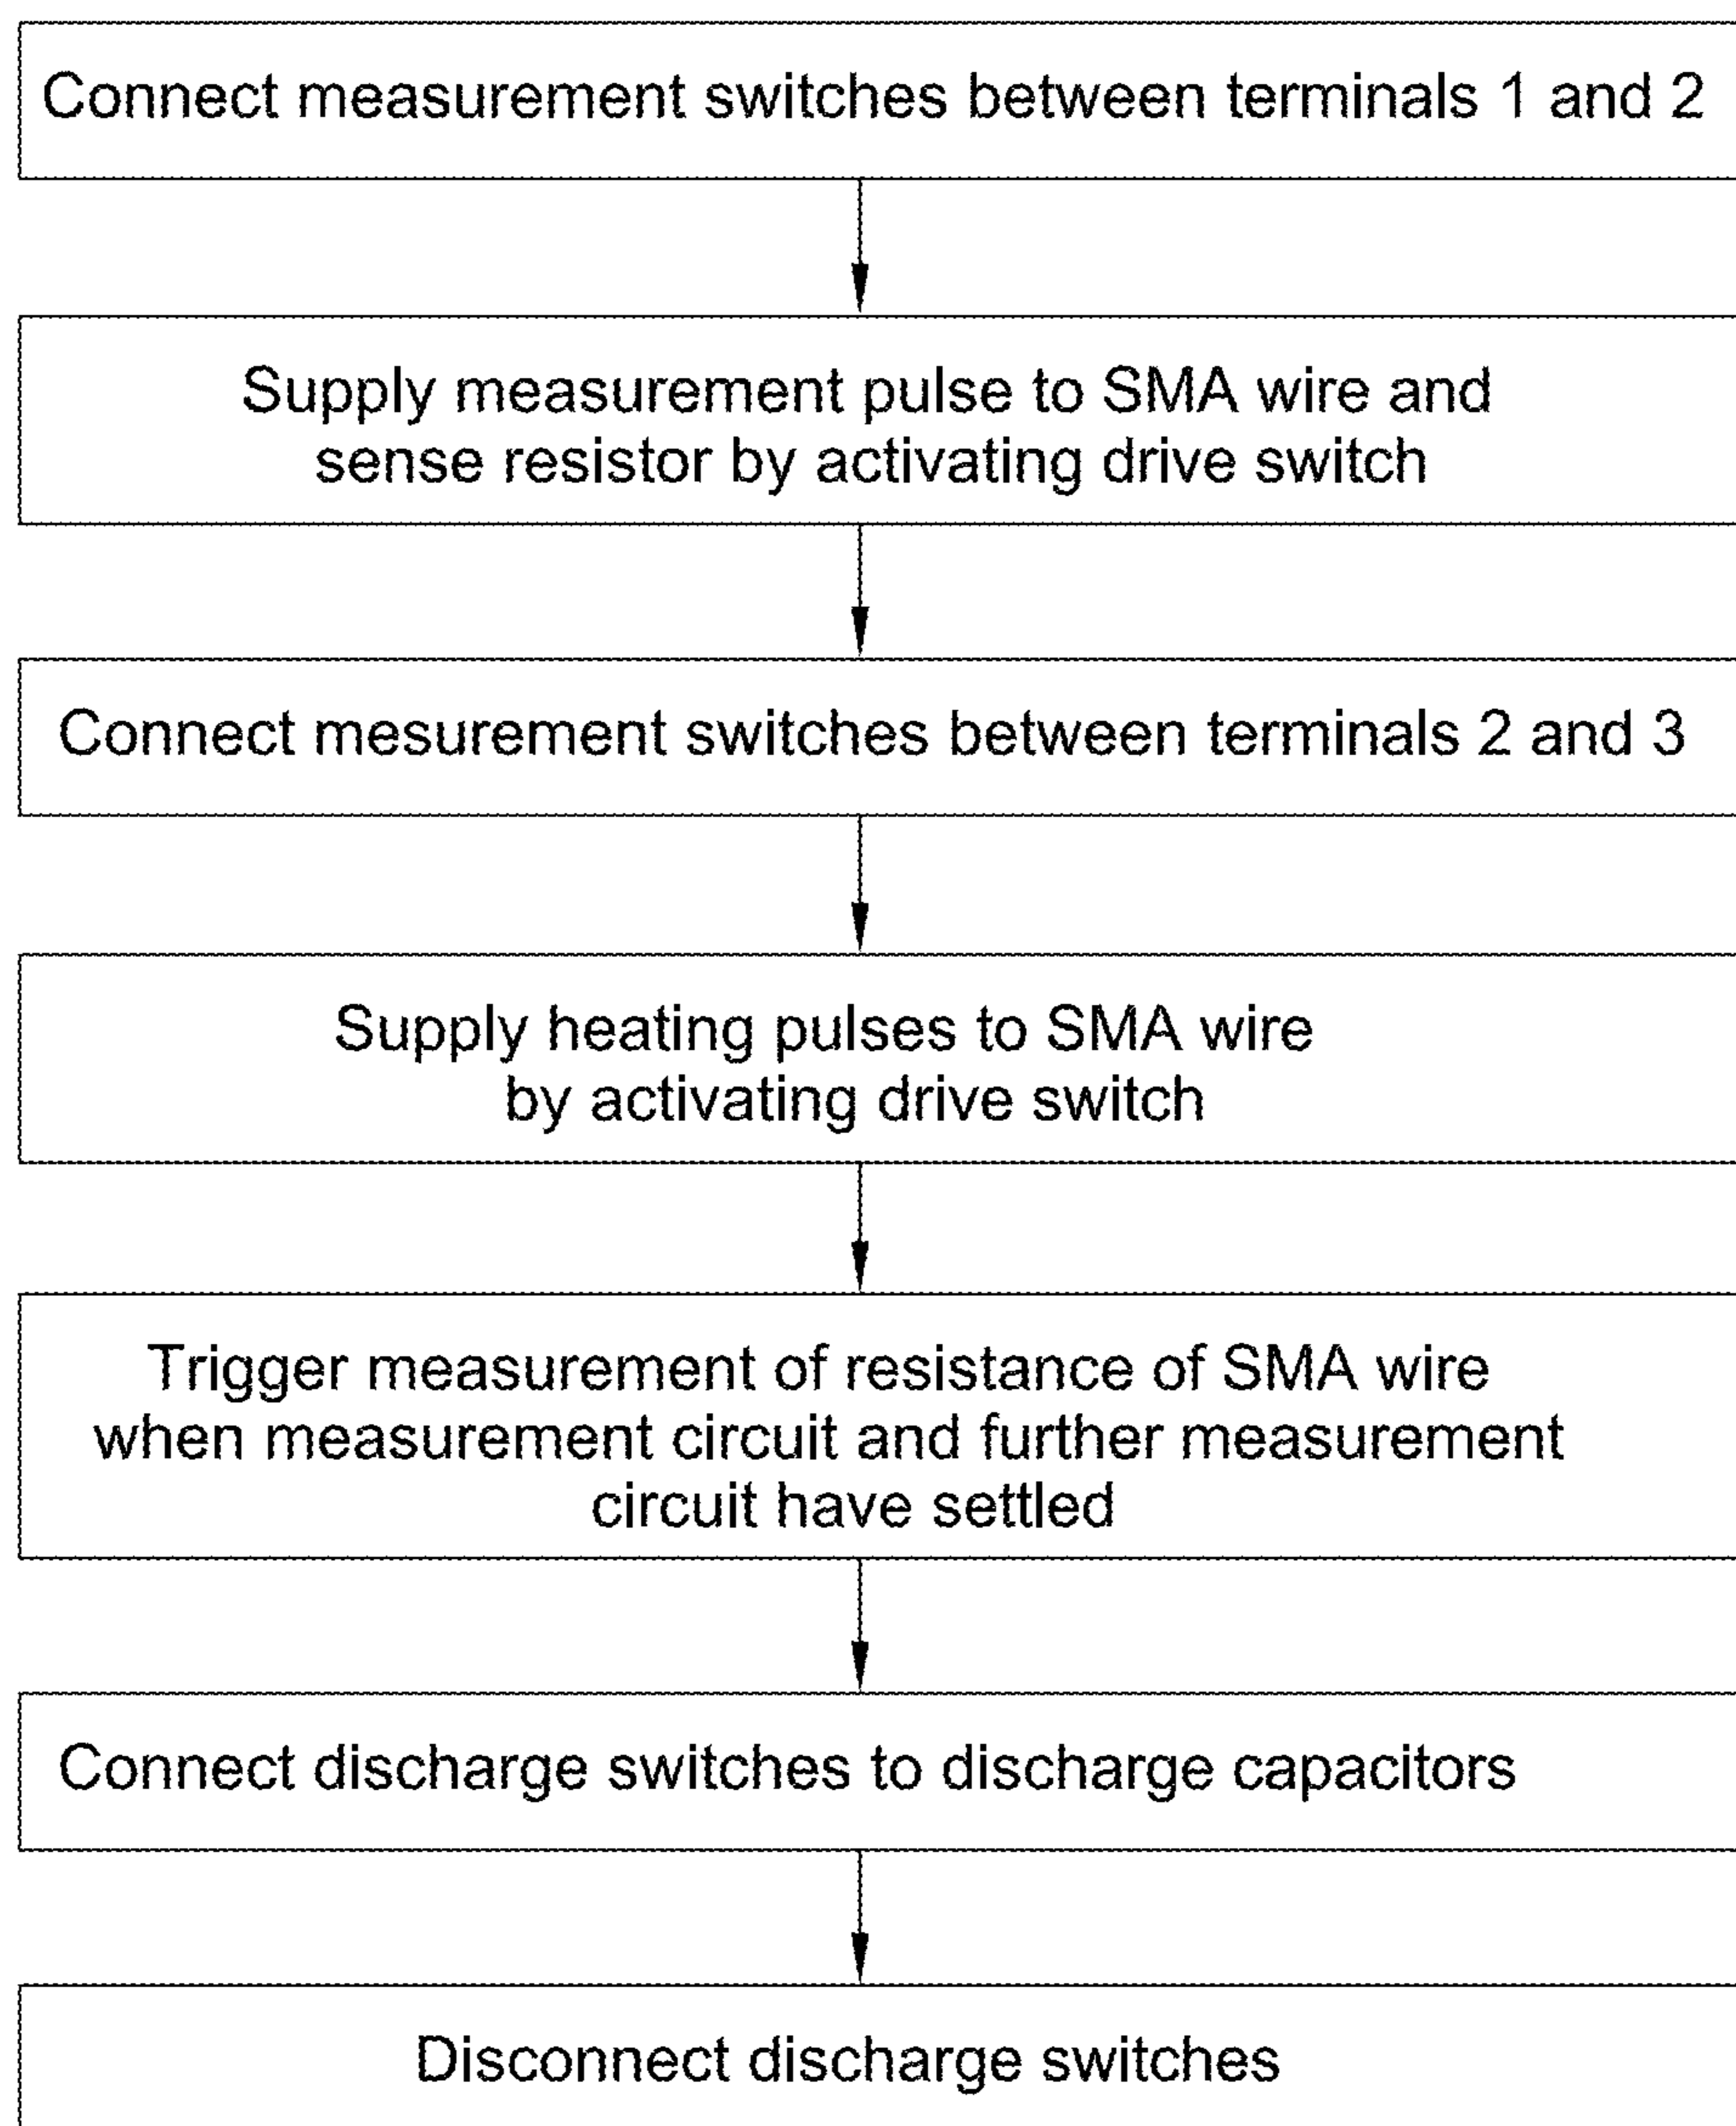 Connect measurement switches between terminals 1 and 2
Supply measurement pulse to SMA wire and
sense resistor by activating drive switch
Connect mesurement switches between terminals 2 and 3
Supply heating pulses to SMA wire
by activating drive switch
Trigger measurement of resistance of SMA wire
when measurement circuit and further measurement
circuit have settled
Connect discharge switches to discharge capacitors
Disconnect discharge switches